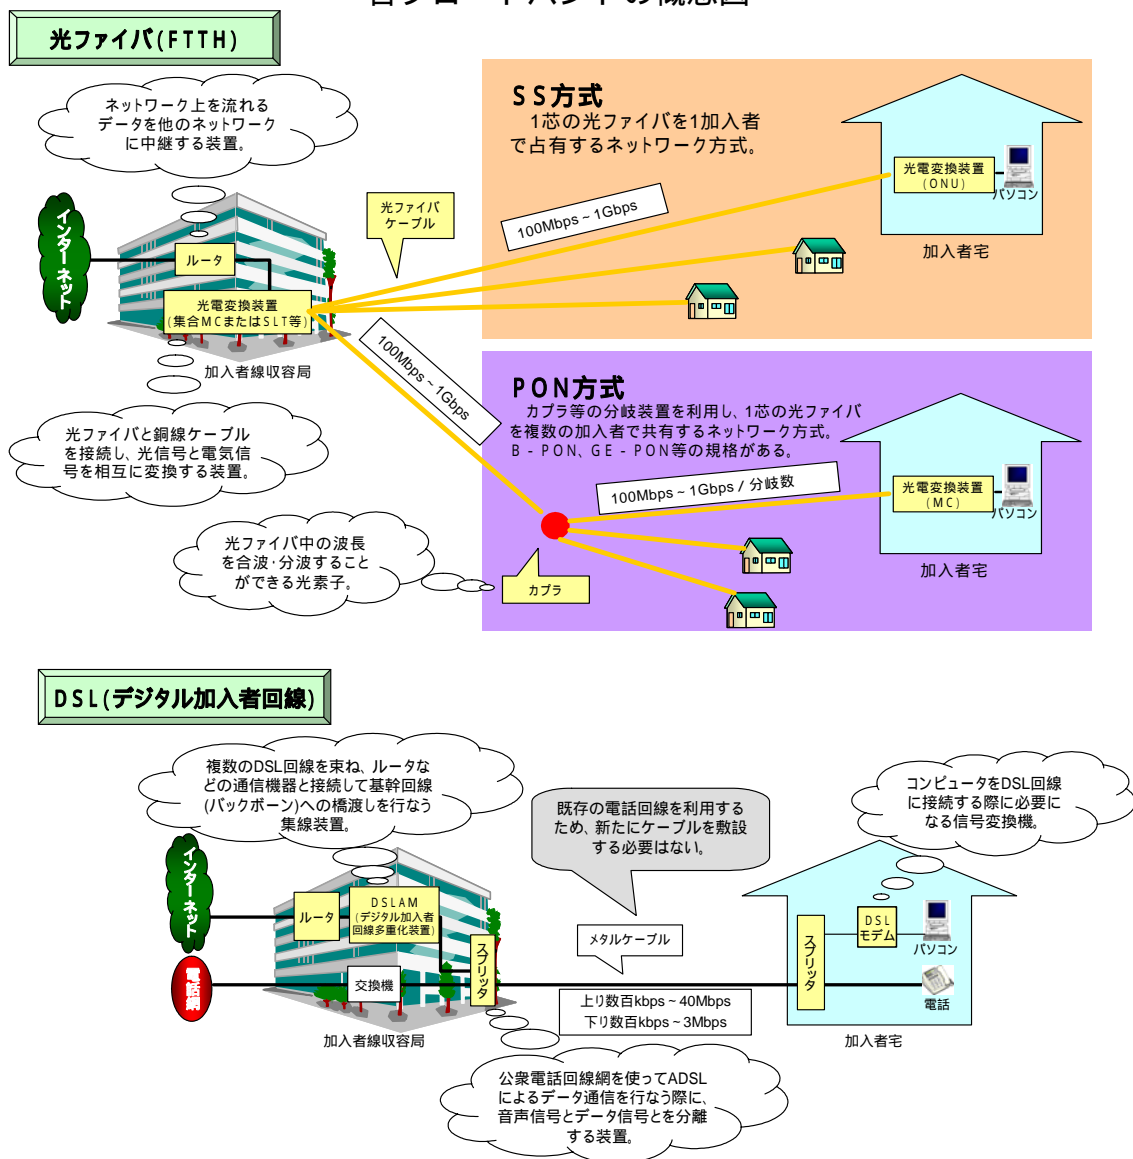 光ファイバ(FTTH)
ネットワーク上を流れる
データを他のネットワーク
に中継する装置。
インターネット
ルータ
光電変換装置
(集合MCまたはSLT等)
加入者線収容局
光ファイバ
ケーブル
光ファイバと銅線ケーブル
を接続し、光信号と電気信
号を相互に変換する装置。
SS方式
1芯の光ファイバを1加入者
で占有するネットワーク方式。
100Mbps~1Gbps
光電変換装置
(ONU)
パソコン
加入者宅
100Mbps~1Gbps
PON方式
カプラ等の分岐装置を利用し、1芯の光ファイバ
を複数の加入者で共有するネットワーク方式。
B-PON、GE-PON等の規格がある。
100Mbps~1Gbps/分岐数
光電変換装置
(MC)
パソコン
加入者宅
光ファイバ中の波長
を合波・分波すること
ができる光素子。
カプラ
DSL(デジタル加入者回線)
複数のDSL回線を束ね、ルータな
どの通信機器と接続して基幹回線
(バックボーン)への橋渡しを行なう
集線装置。
既存の電話回線を利用する
ため、新たにケーブルを敷設
する必要はない。
コンピュータをDSL回線
に接続する際に必要に
なる信号変換機。
インターネット
ルータ
DSLAM
(デジタル加入者
回線多重化装置)
スプリッタ
電話網
交換機
加入者線収容局
メタルケーブル
上り数百kbps~40Mbps
下り数百kbps~3Mbps
スプリッタ
DSL
モデム
パソコン
電話
加入者宅
公衆電話回線網を使ってADSL
によるデータ通信を行なう際に、
音声信号とデータ信号とを分離
する装置。